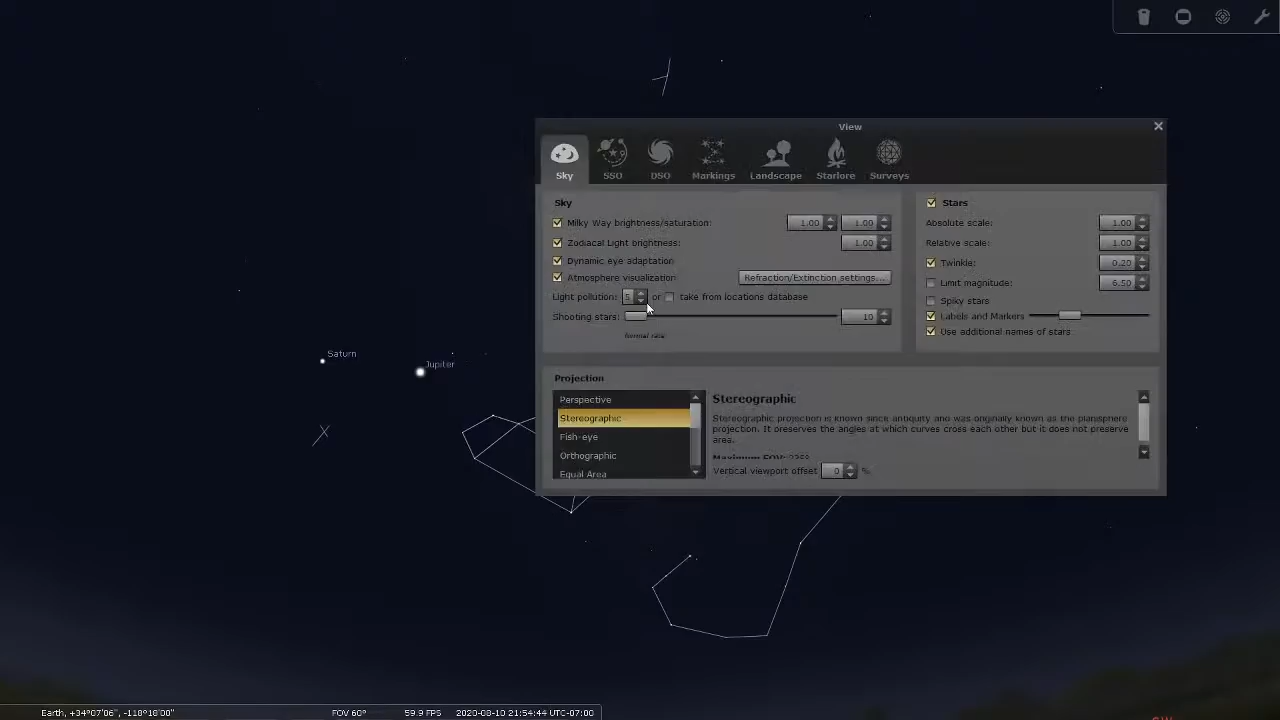 View
Sky
SSO
DSO
Markings
Landscape
Starlore
Surveys
Sky
Milky Way brightness/saturation: 1.00 1.00
Zodiacal Light brightness: 1.00
Dynamic eye adaptation
Atmosphere visualization Refraction/Extinction settings...
Light pollution: 5 or take from locations database
Shooting stars: 10
Normal rate
Stars
Absolute scale: 1.00
Relative scale: 1.00
Twinkle: 0.20
Limit magnitude: 6.50
Spiky stars
Labels and Markers
Use additional names of stars
Saturn
Jupiter
Projection
Perspective
Stereographic
Fish-eye
Orthographic
Equal Area
Stereographic
Stereographic projection is known since antiquity and was originally known as the planisphere
projection. It preserves the angles at which curves cross each other but it does not preserve
area.
Maximum FOV: 235°
Vertical viewport offset 0 %
Earth, +34°07'06", -118°18'00" FOV 60° 59.9 FPS 2020-08-10 21:54:44 UTC-07:00